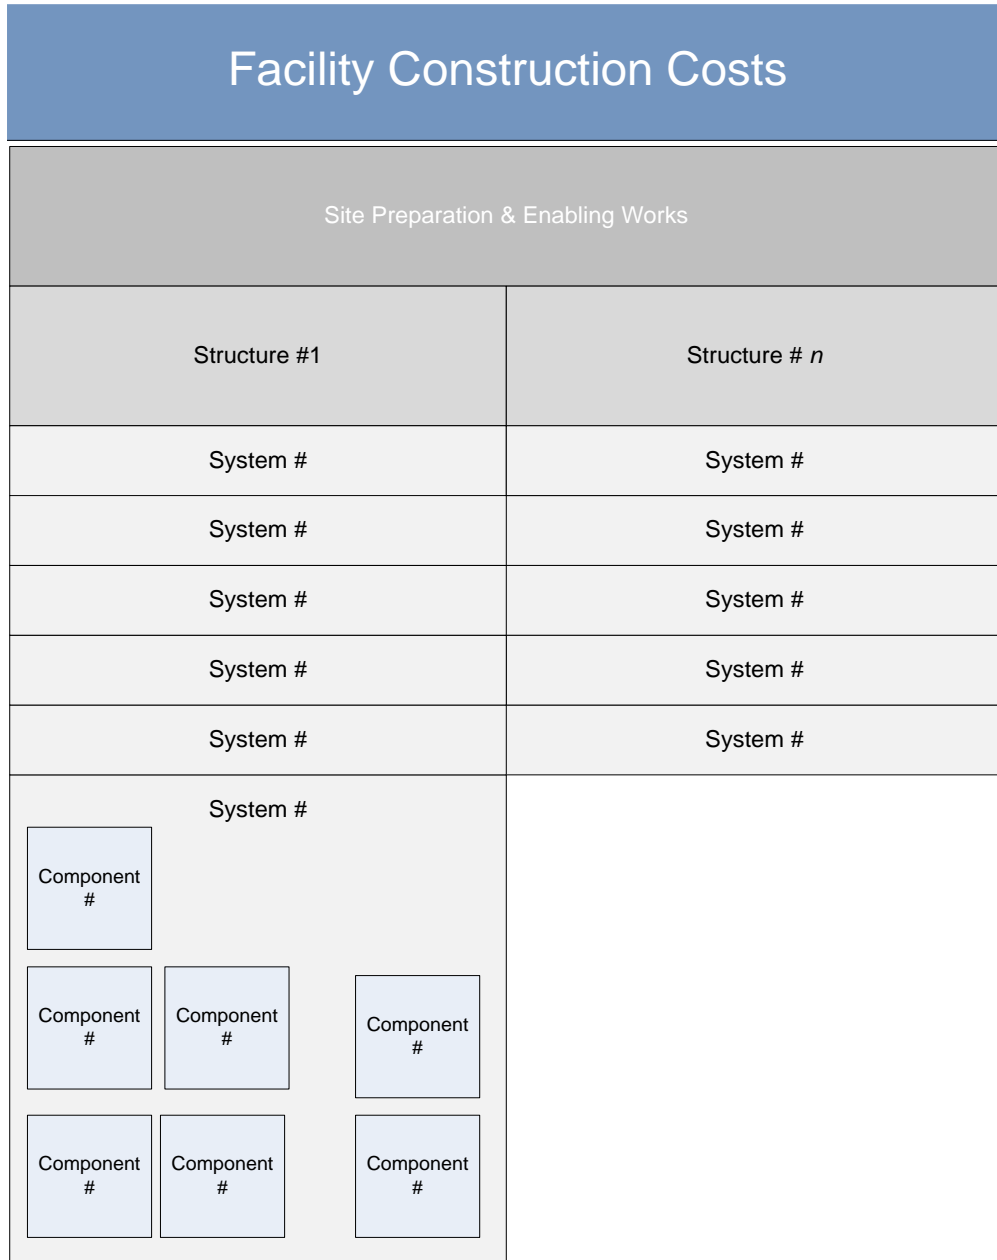 Facility Construction Costs
Site Preparation & Enabling Works
Structure #1
Structure # n
System #
System #
System #
System #
System #
System #
System #
System #
System #
System #
System #
Component
#
Component
#
Component
#
Component
#
Component
#
Component
#
Component
#